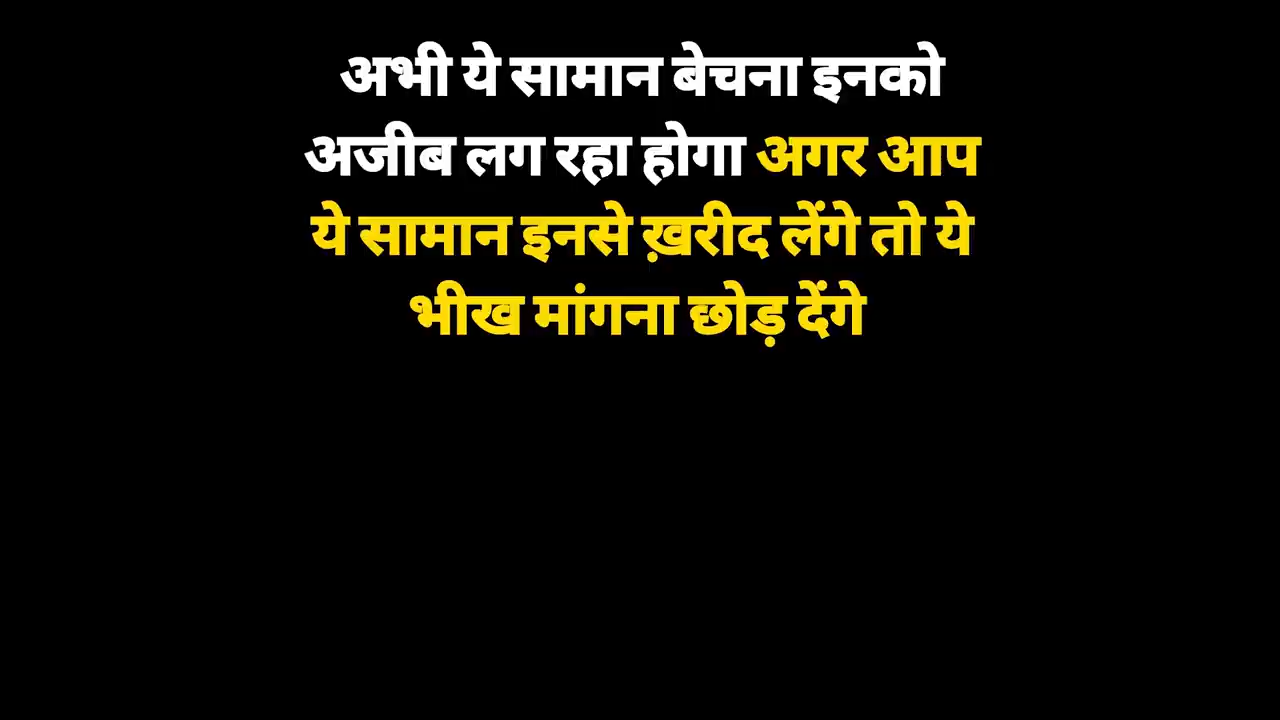 अभी ये सामान बेचना इनको
अजीब लग रहा होगा अगर आप
ये सामान इनसे ख़रीद लेंगे तो ये
भीख मांगना छोड़ देंगे